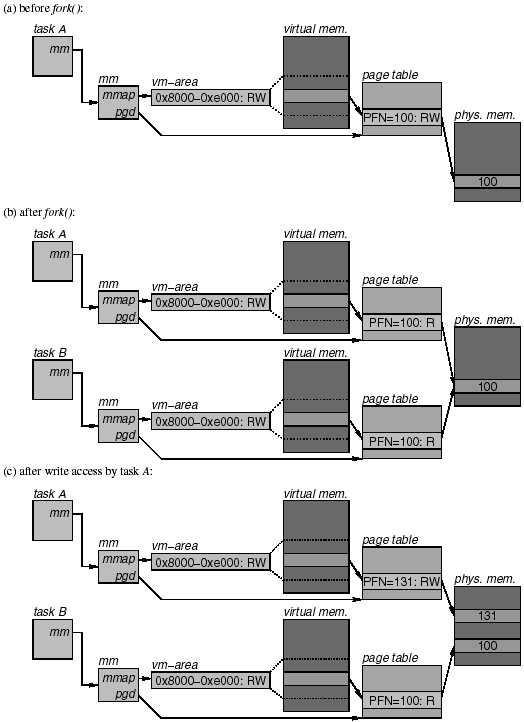 (a) before fork():
task A
virtual mem.
mm
mm
vm-area
page table
mmap
0x8000-0xe000: RW
pgd
PFN=100: RW
phys. mem.
100
(b) after fork():
task A
virtual mem.
mm
mm
vm-area
page table
mmap
0x8000-0xe000: RW
pgd
PFN=100: R
phys. mem.
task B
virtual mem.
mm
100
mm
vm-area
page table
mmap
0x8000-0xe000: RW
pgd
PFN=100: R
(c) after write access by task A:
task A
virtual mem.
mm
mm
vm-area
page table
mmap
0x8000-0xe000: RW
pgd
PFN=131: RW
phys. mem.
131
task B
virtual mem.
mm
100
mm
vm-area
page table
mmap
0x8000-0xe000: RW
pgd
PFN=100: R